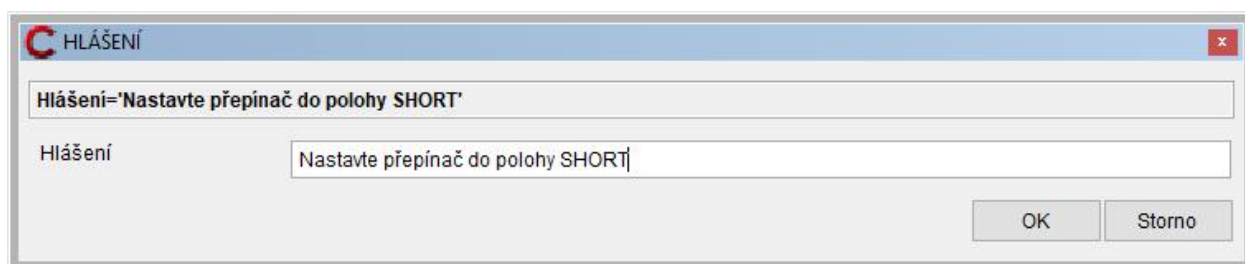 HLÁŠENÍ
Hlášení='Nastavte přepínač do polohy SHORT'
Hlášení Nastavte přepínač do polohy SHORT
OK Storno